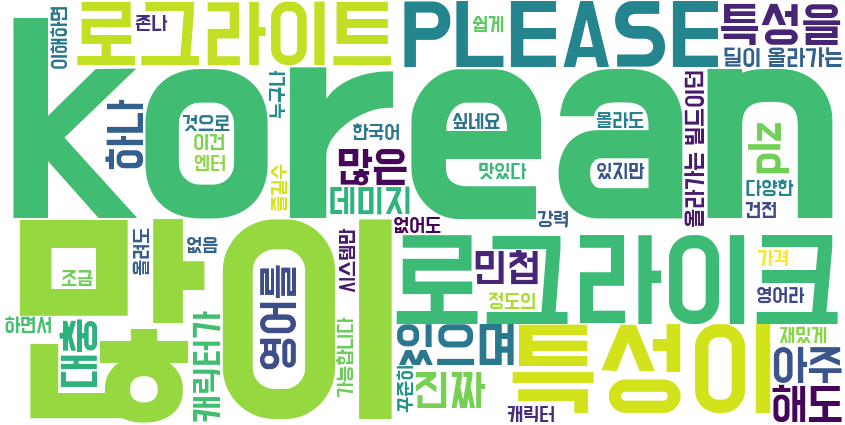 이해하면
로그라이트
존나
PLEASE
쉽게
특성을
딜이 올라가는
korean
하나
것으로
이건
엔터
누구나
즐길수
한국어
많은
데미지
싶네요
맞있다
몰라도
있지만
올라가는 빌드이던
plz
다양한
건전
없어도
강력
많이
조금
올려도
없음
영어를
시스템만
로그라이크
민첩
정도의
가격
영어라
하면서
대충
캐릭터가
가능합니다
있으며
꾸준히
진짜
특성이
캐릭터
재밌게
아주
해도